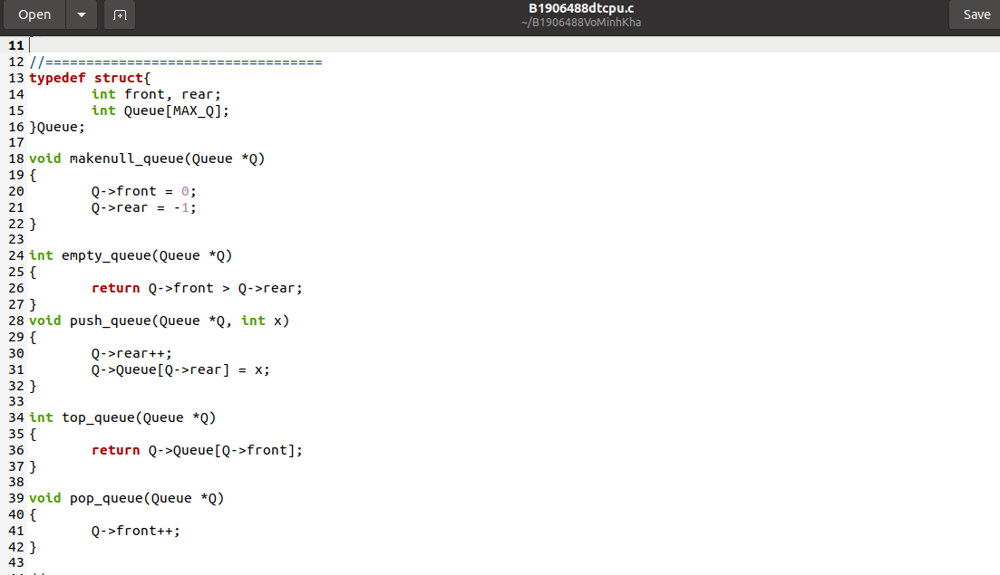 Open
B1906488dtcpu.c
~/B1906488VoMinhKha
Save
11
12 //==================================
13 typedef struct{
14 int front, rear;
15 int Queue[MAX_Q];
16 }Queue;
17
18 void makenull_queue(Queue *Q)
19 {
20 Q->front = 0;
21 Q->rear = -1;
22 }
23
24 int empty_queue(Queue *Q)
25 {
26 return Q->front > Q->rear;
27 }
28 void push_queue(Queue *Q, int x)
29 {
30 Q->rear++;
31 Q->Queue[Q->rear] = x;
32 }
33
34 int top_queue(Queue *Q)
35 {
36 return Q->Queue[Q->front];
37 }
38
39 void pop_queue(Queue *Q)
40 {
41 Q->front++;
42 }
43